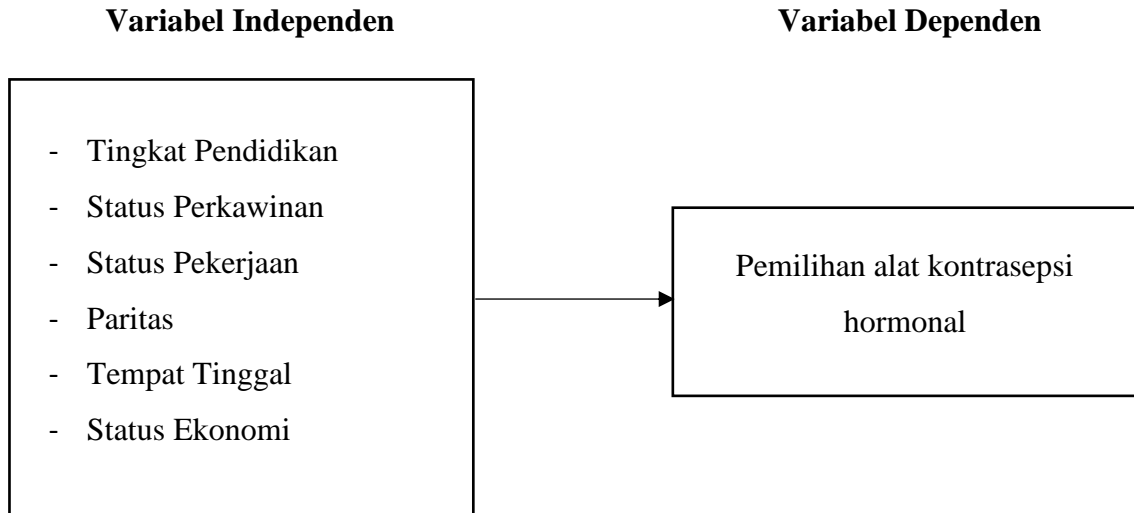 Variabel Independen
Variabel Dependen
- Tingkat Pendidikan
- Status Perkawinan
- Status Pekerjaan
- Paritas
- Tempat Tinggal
- Status Ekonomi
Pemilihan alat kontrasepsi
hormonal